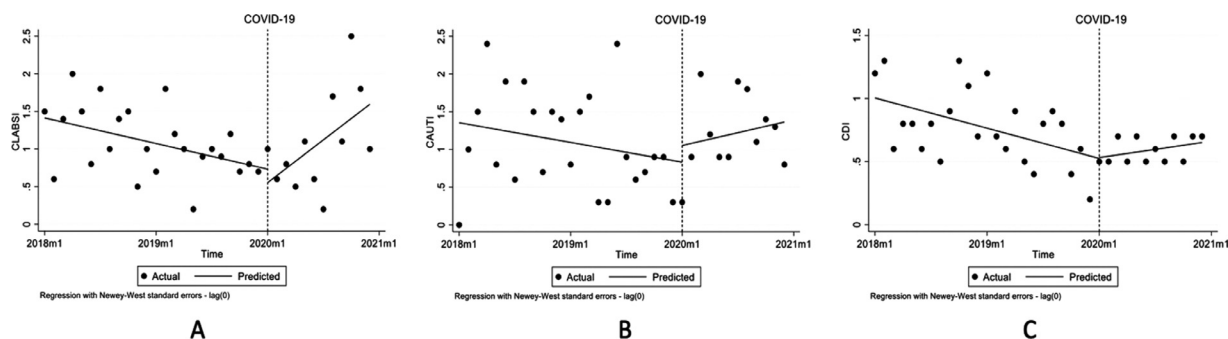 COVID-19
CLABSI
2.5
2
1.5
1
.5
0
2018m1 2019m1 2020m1 2021m1
Time
Actual Predicted
Regression with Newey-West standard errors - lag(0)
A
COVID-19
CAUTI
2.5
2
1.5
1
.5
0
2018m1 2019m1 2020m1 2021m1
Time
Actual Predicted
Regression with Newey-West standard errors - lag(0)
B
COVID-19
CDI
1.5
1
.5
0
2018m1 2019m1 2020m1 2021m1
Time
Actual Predicted
Regression with Newey-West standard errors - lag(0)
C